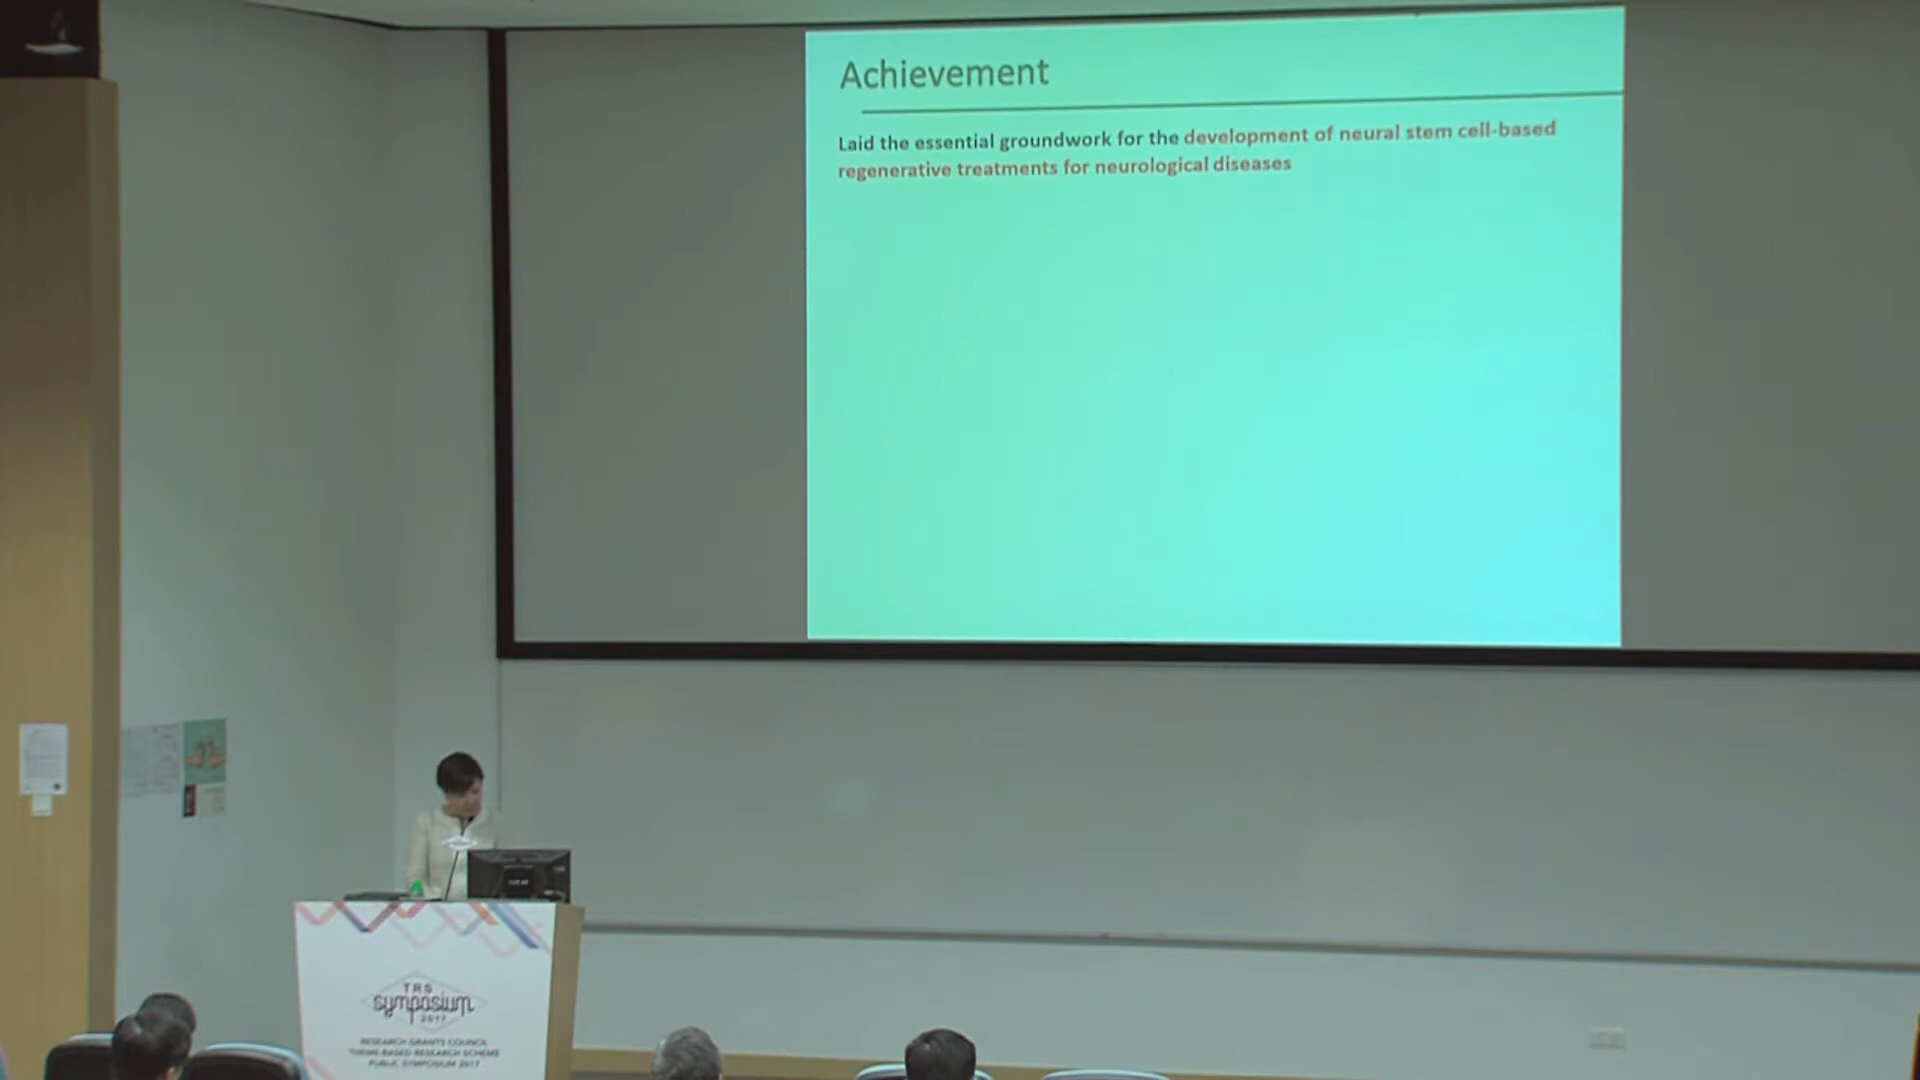 Achievement
Laid the essential groundwork for the development of neural stem cell-based
regenerative treatments for neurological diseases
TRS
symposium
2017
RESEARCH GRANTS COUNCIL
THEME-BASED RESEARCH SCHEME
PUBLIC SYMPOSIUM 2017